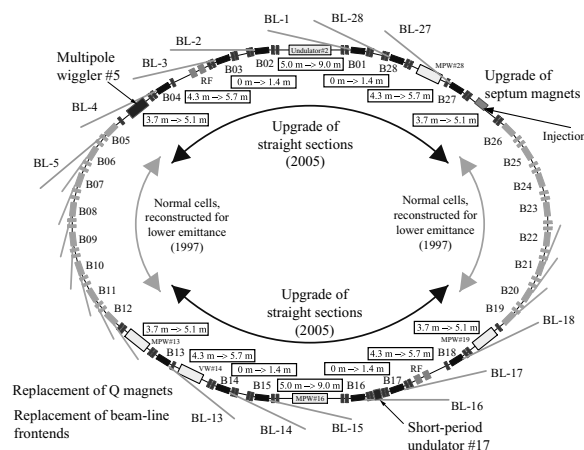 BL-1
BL-28
BL-27
BL-2
BL-3
Undulator#2
MPW#28
Multipole
wiggler #5
RF
B03
B02
B01
B28
B27
5.0 m –> 9.0 m
0 m –> 1.4 m
0 m –> 1.4 m
Upgrade of
septum magnets
BL-4
B04
4.3 m –> 5.7 m
4.3 m –> 5.7 m
3.7 m –> 5.1 m
3.7 m –> 5.1 m
Injection
BL-5
B05
B26
Upgrade of
straight sections
(2005)
B06
B25
B07
B24
B08
B23
Normal cells,
reconstructed for
lower emittance
(1997)
Normal cells,
reconstructed for
lower emittance
(1997)
B09
B22
B10
B21
B11
B20
Upgrade of
straight sections
(2005)
B12
B19
MPW#13
3.7 m –> 5.1 m
3.7 m –> 5.1 m
MPW#19
BL-18
B13
4.3 m –> 5.7 m
4.3 m –> 5.7 m
B18
VW#14
0 m –> 1.4 m
0 m –> 1.4 m
RF
BL-17
B14
B15
5.0 m –> 9.0 m
B16
B17
MPW#16
Replacement of Q magnets
Replacement of beam-line
frontends
BL-13
BL-14
BL-15
BL-16
Short-period
undulator #17